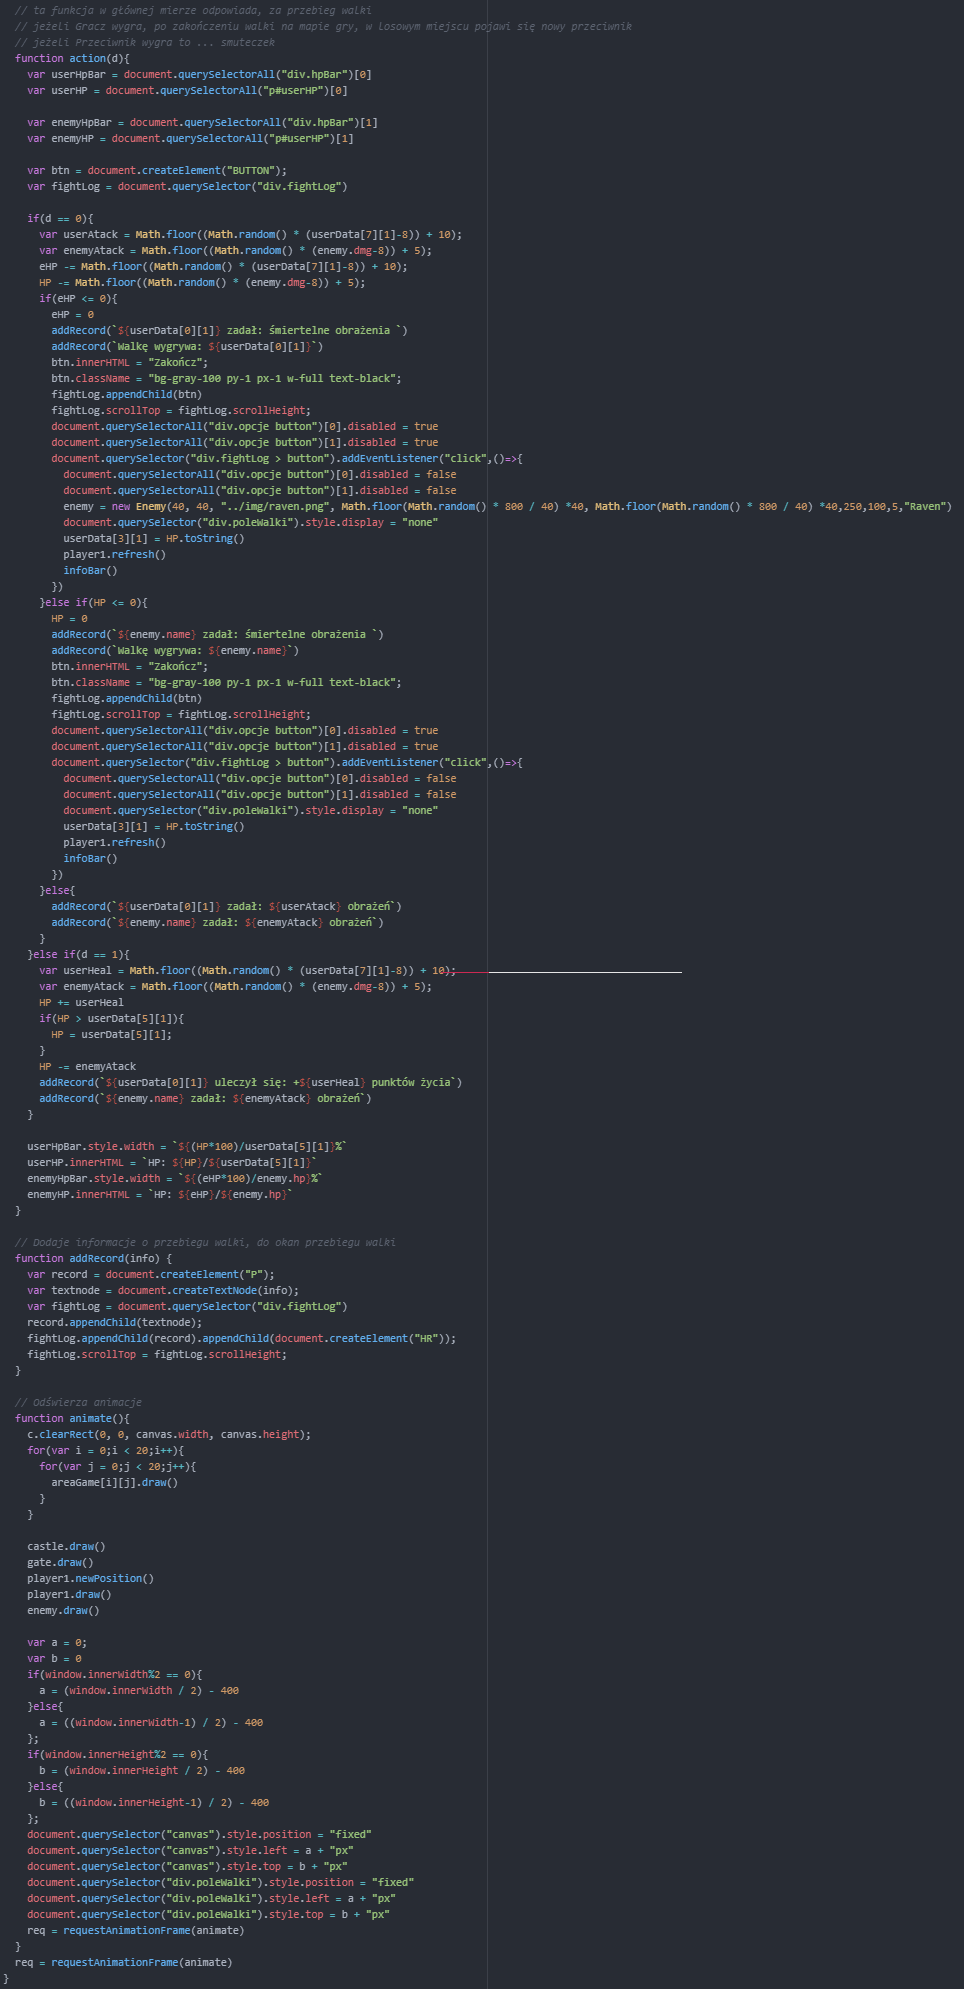 // ta funkcja w głównej mierze odpowiada, za przebieg walki
// jeżeli Gracz wygra, po zakończeniu walki na mapie gry, w losowym miejscu pojawi się nowy przeciwnik
// jeżeli Przeciwnik wygra to ... smuteczek
function action(d){
var userHpBar = document.querySelectorAll("div.hpBar")[0]
var userHP = document.querySelectorAll("p#userHP")[0]
var enemyHpBar = document.querySelectorAll("div.hpBar")[1]
var enemyHP = document.querySelectorAll("p#userHP")[1]
var btn = document.createElement("BUTTON");
var fightLog = document.querySelector("div.fightLog")
if(d == 0){
var userAtack = Math.floor((Math.random() * (userData[7][1]-8)) + 10);
var enemyAtack = Math.floor((Math.random() * (enemy.dmg-8)) + 5);
eHP -= Math.floor((Math.random() * (userData[7][1]-8)) + 10);
HP -= Math.floor((Math.random() * (enemy.dmg-8)) + 5);
if(eHP <= 0){
eHP = 0
addRecord(`${userData[0][1]} zadał: śmiertelne obrażenia `)
addRecord(`Walkę wygrywa: ${userData[0][1]}`)
btn.innerHTML = "Zakończ";
btn.className = "bg-gray-100 py-1 px-1 w-full text-black";
fightLog.appendChild(btn)
fightLog.scrollTop = fightLog.scrollHeight;
document.querySelectorAll("div.opcje button")[0].disabled = true
document.querySelectorAll("div.opcje button")[1].disabled = true
document.querySelector("div.fightLog > button").addEventListener("click",()=>{
document.querySelectorAll("div.opcje button")[0].disabled = false
document.querySelectorAll("div.opcje button")[1].disabled = false
enemy = new Enemy(40, 40, "../img/raven.png", Math.floor(Math.random() * 800 / 40) *40, Math.floor(Math.random() * 800 / 40) *40,250,100,5,"Raven")
document.querySelector("div.poleWalki").style.display = "none"
userData[3][1] = HP.toString()
player1.refresh()
infoBar()
})
}else if(HP <= 0){
HP = 0
addRecord(`${enemy.name} zadał: śmiertelne obrażenia `)
addRecord(`Walkę wygrywa: ${enemy.name}`)
btn.innerHTML = "Zakończ";
btn.className = "bg-gray-100 py-1 px-1 w-full text-black";
fightLog.appendChild(btn)
fightLog.scrollTop = fightLog.scrollHeight;
document.querySelectorAll("div.opcje button")[0].disabled = true
document.querySelectorAll("div.opcje button")[1].disabled = true
document.querySelector("div.fightLog > button").addEventListener("click",()=>{
document.querySelectorAll("div.opcje button")[0].disabled = false
document.querySelectorAll("div.opcje button")[1].disabled = false
document.querySelector("div.poleWalki").style.display = "none"
userData[3][1] = HP.toString()
player1.refresh()
infoBar()
})
}else{
addRecord(`${userData[0][1]} zadał: ${userAtack} obrażeń`)
addRecord(`${enemy.name} zadał: ${enemyAtack} obrażeń`)
}
}else if(d == 1){
var userHeal = Math.floor((Math.random() * (userData[7][1]-8)) + 10);
var enemyAtack = Math.floor((Math.random() * (enemy.dmg-8)) + 5);
HP += userHeal
if(HP > userData[5][1]){
HP = userData[5][1];
}
HP -= enemyAtack
addRecord(`${userData[0][1]} uleczył się: +${userHeal} punktów życia`)
addRecord(`${enemy.name} zadał: ${enemyAtack} obrażeń`)
}
userHpBar.style.width = `${(HP*100)/userData[5][1]}%`
userHP.innerHTML = `HP: ${HP}/${userData[5][1]}`
enemyHpBar.style.width = `${(eHP*100)/enemy.hp}%`
enemyHP.innerHTML = `HP: ${eHP}/${enemy.hp}`
}
// Dodaje informacje o przebiegu walki, do okan przebiegu walki
function addRecord(info) {
var record = document.createElement("P");
var textnode = document.createTextNode(info);
var fightLog = document.querySelector("div.fightLog")
record.appendChild(textnode);
fightLog.appendChild(record).appendChild(document.createElement("HR"));
fightLog.scrollTop = fightLog.scrollHeight;
}
// Odświerza animacje
function animate(){
c.clearRect(0, 0, canvas.width, canvas.height);
for(var i = 0;i < 20;i++){
for(var j = 0;j < 20;j++){
areaGame[i][j].draw()
}
}
castle.draw()
gate.draw()
player1.newPosition()
player1.draw()
enemy.draw()
var a = 0;
var b = 0
if(window.innerWidth%2 == 0){
a = (window.innerWidth / 2) - 400
}else{
a = ((window.innerWidth-1) / 2) - 400
};
if(window.innerHeight%2 == 0){
b = (window.innerHeight / 2) - 400
}else{
b = ((window.innerHeight-1) / 2) - 400
};
document.querySelector("canvas").style.position = "fixed"
document.querySelector("canvas").style.left = a + "px"
document.querySelector("canvas").style.top = b + "px"
document.querySelector("div.poleWalki").style.position = "fixed"
document.querySelector("div.poleWalki").style.left = a + "px"
document.querySelector("div.poleWalki").style.top = b + "px"
req = requestAnimationFrame(animate)
}
req = requestAnimationFrame(animate)
}